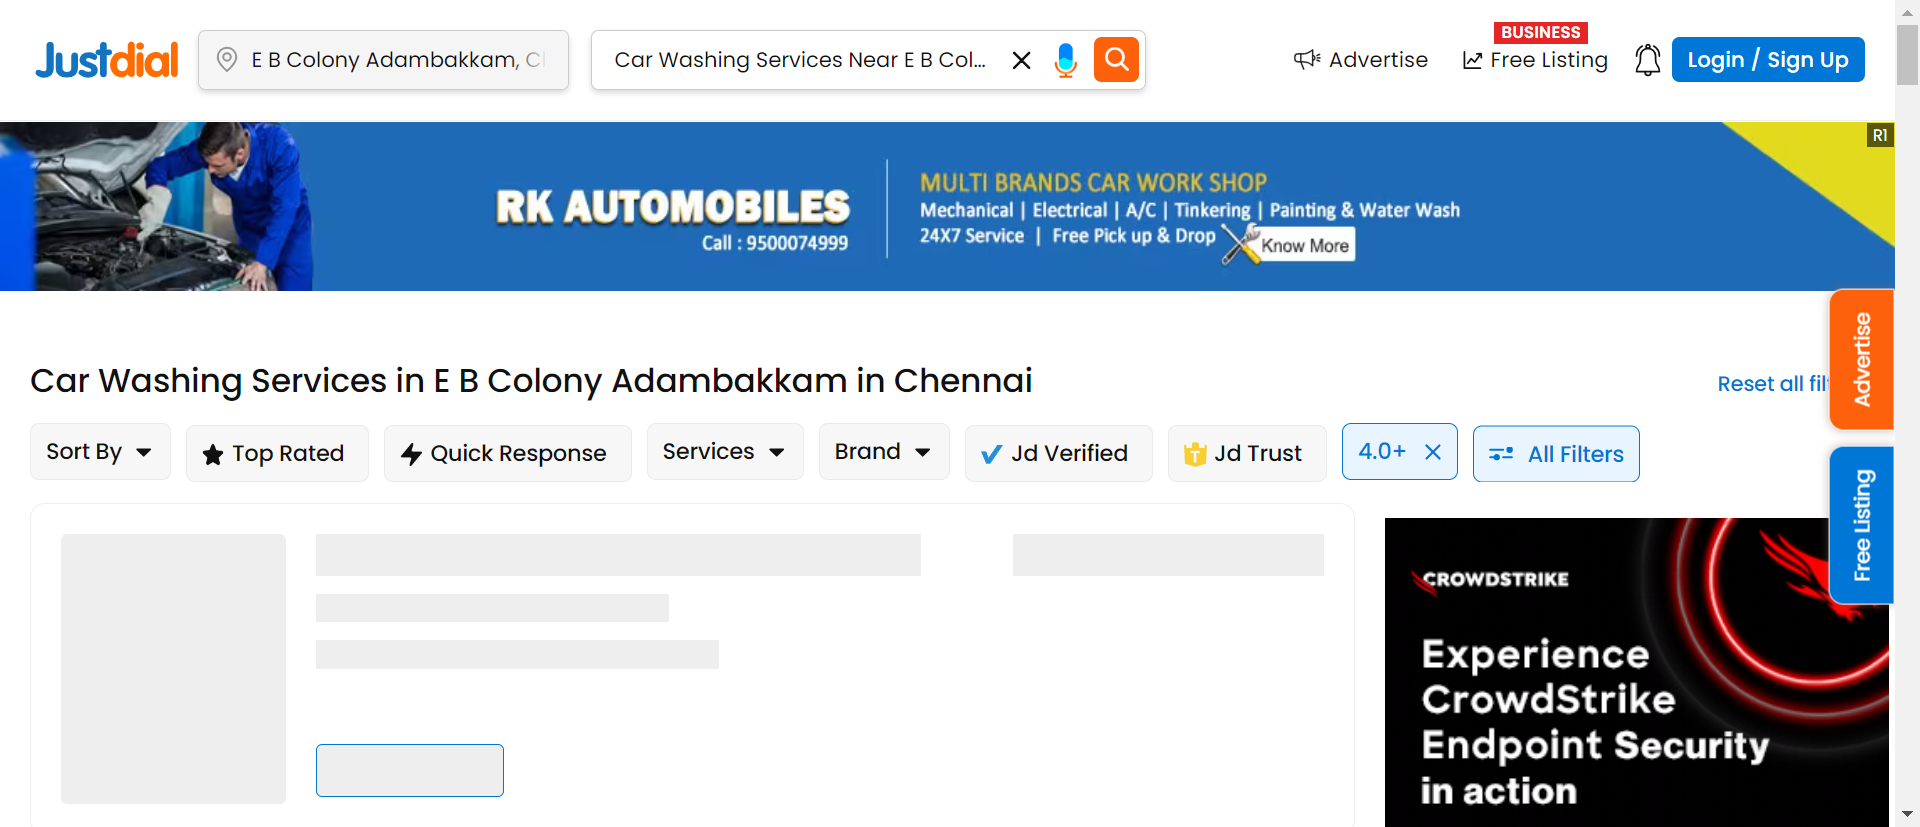 Justdial
E B Colony Adambakkam,
Car Washing Services Near E B Col...
Advertise
BUSINESS
Free Listing
Login / Sign Up
R1
RK AUTOMOBILES
Call : 9500074999
MULTI BRANDS CAR WORK SHOP
Mechanical | Electrical | A/C | Tinkering | Painting & Water Wash
24X7 Service | Free Pick up & Drop
Know More
Advertise
Free Listing
Car Washing Services in E B Colony Adambakkam in Chennai
Reset all
Sort By
Top Rated
Quick Response
Services
Brand
Jd Verified
T
Jd Trust
4.0+
All Filters
CROWDSTRIKE
Experience
CrowdStrike
Endpoint Security
in action